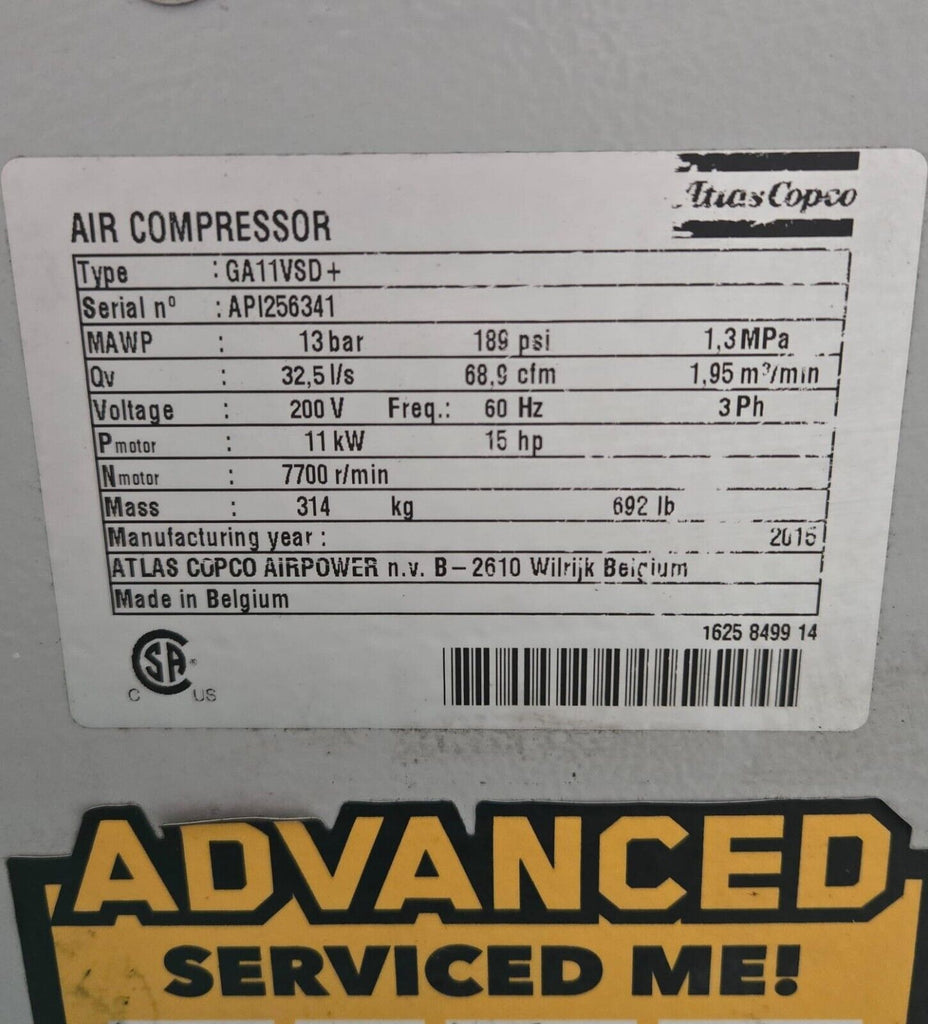 Atlas Copco
AIR COMPRESSOR
Type : GA11VSD+
Serial nº : API256341
MAWP : 13 bar 189 psi 1,3 MPa
Qv : 32,5 l/s 68,9 cfm 1,95 m³/min
Voltage : 200 V Freq.: 60 Hz 3 Ph
Pmotor : 11 kW 15 hp
Nmotor : 7700 r/min
Mass : 314 kg 692 lb
Manufacturing year : 2015
ATLAS COPCO AIRPOWER n.v. B-2610 Wilrijk Belgium
Made in Belgium
1625 8499 14
CSA®
C US
ADVANCED
SERVICED ME!